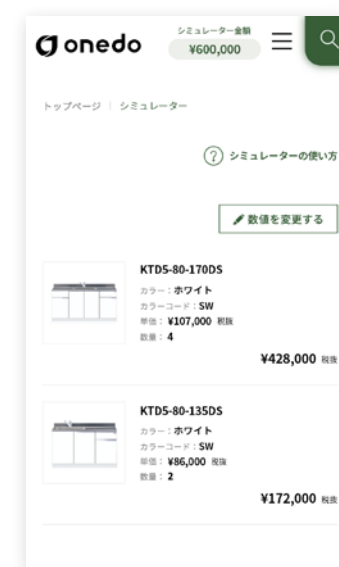 onedo
シミュレーター金額
¥600,000
トップページ | シミュレーター
? シミュレーターの使い方
数値を変更する
KTD5-80-170DS
カラー：ホワイト
カラーコード：SW
単価：¥107,000 税抜
数量：4
¥428,000 税抜
KTD5-80-135DS
カラー：ホワイト
カラーコード：SW
単価：¥86,000 税抜
数量：2
¥172,000 税抜